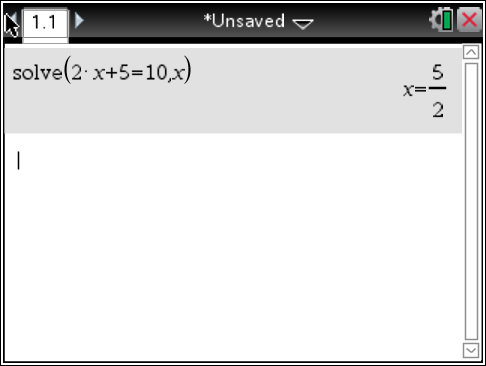 1.1
*Unsaved
solve(2· x+5=10,x)
x=5/2